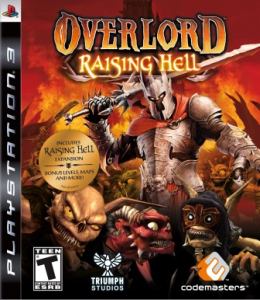 PLAYSTATION 3
OVERLORD
RAISING HELL
INCLUDES
RAISING HELL
EXPANSION
BONUS LEVELS, MAPS
AND MORE!
TEEN
T
ESRB
TRIUMPH
STUDIOS
codemasters